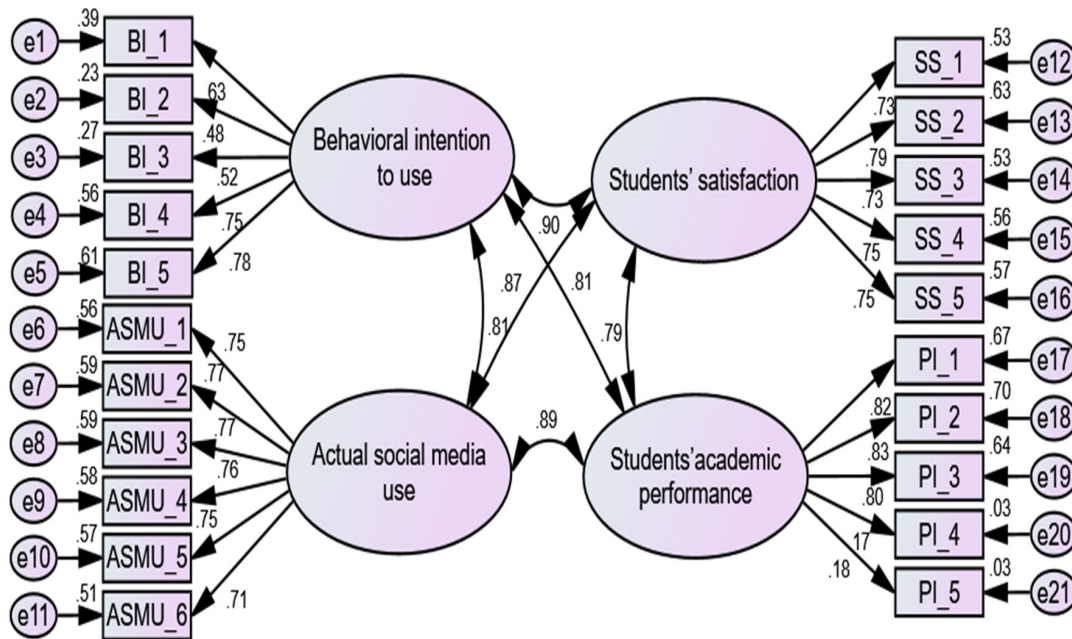 .39
e1 BI_1
.23
e2 BI_2
.63
.27
e3 BI_3
.48
.52
.56
e4 BI_4
.75
.61
e5 BI_5
.78
Behavioral intention
to use
.56
e6 ASMU_1
.75
.59
e7 ASMU_2
.77
.59
e8 ASMU_3
.77
.58
e9 ASMU_4
.76
.57
e10 ASMU_5
.75
.51
e11 ASMU_6
.71
Actual social media
use
.90
.87
.81
.81
.79
.89
Students’ satisfaction
.53
SS_1 e12
.73
.63
SS_2 e13
.79
.53
SS_3 e14
.73
.56
SS_4 e15
.75
.57
SS_5 e16
.75
Students’academic
performance
.67
PI_1 e17
.82
.70
PI_2 e18
.83
.64
PI_3 e19
.80
.03
PI_4 e20
17
.03
PI_5 e21
.18